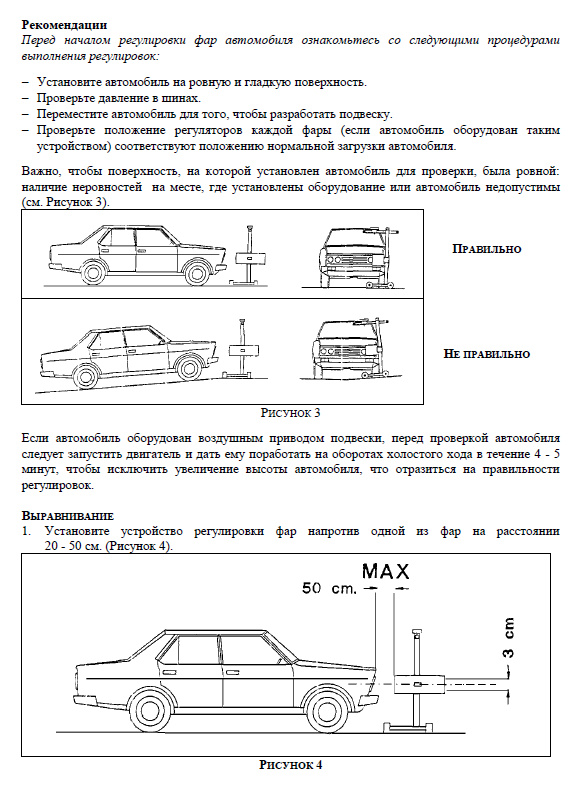 Рекомендации
Перед началом регулировки фар автомобиля ознакомьтесь со следующими процедурами
выполнения регулировок:
– Установите автомобиль на ровную и гладкую поверхность.
– Проверьте давление в шинах.
– Переместите автомобиль для того, чтобы разработать подвеску.
– Проверьте положение регуляторов каждой фары (если автомобиль оборудован таким
устройством) соответствуют положению нормальной загрузки автомобиля.
Важно, чтобы поверхность, на которой установлен автомобиль для проверки, была ровной:
наличие неровностей на месте, где установлены оборудование или автомобиль недопустимы
(см. Рисунок 3).
ПРАВИЛЬНО
НЕ ПРАВИЛЬНО
РИСУНОК 3
Если автомобиль оборудован воздушным приводом подвески, перед проверкой автомобиля
следует запустить двигатель и дать ему поработать на оборотах холостого хода в течение 4 - 5
минут, чтобы исключить увеличение высоты автомобиля, что отразиться на правильности
регулировок.
ВЫРАВНИВАНИЕ
1. Установите устройство регулировки фар напротив одной из фар на расстоянии
20 - 50 см. (Рисунок 4).
MAX
50 cm.
3 cm
РИСУНОК 4